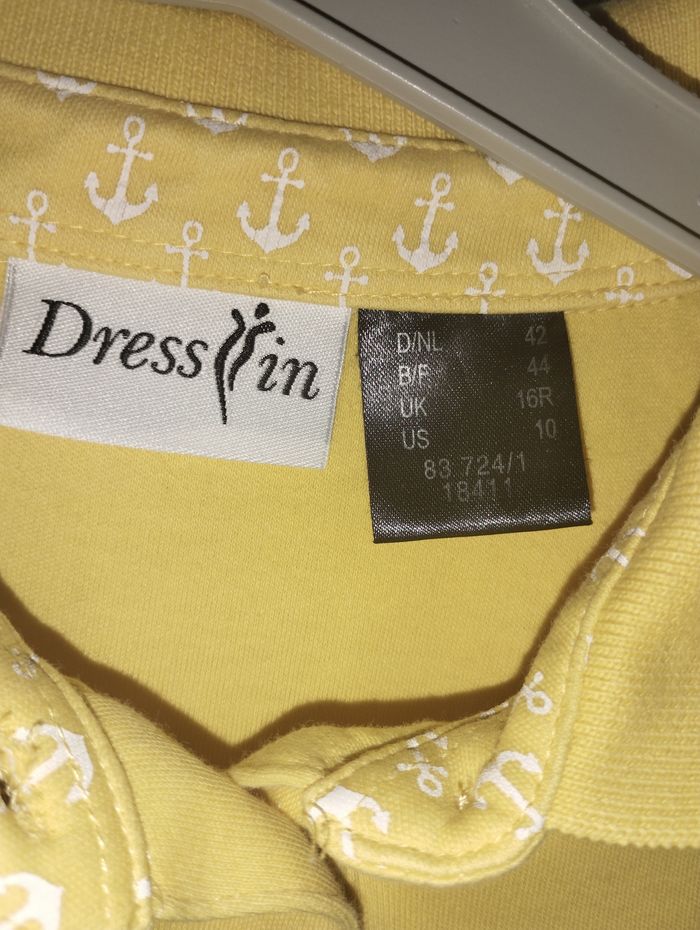 Dress in
D/NL 42
B/F 44
UK 16R
US 10
83 724/1
18411